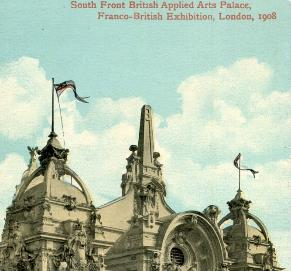 South Front British Applied Arts Palace,
Franco-British Exhibition, London, 1908